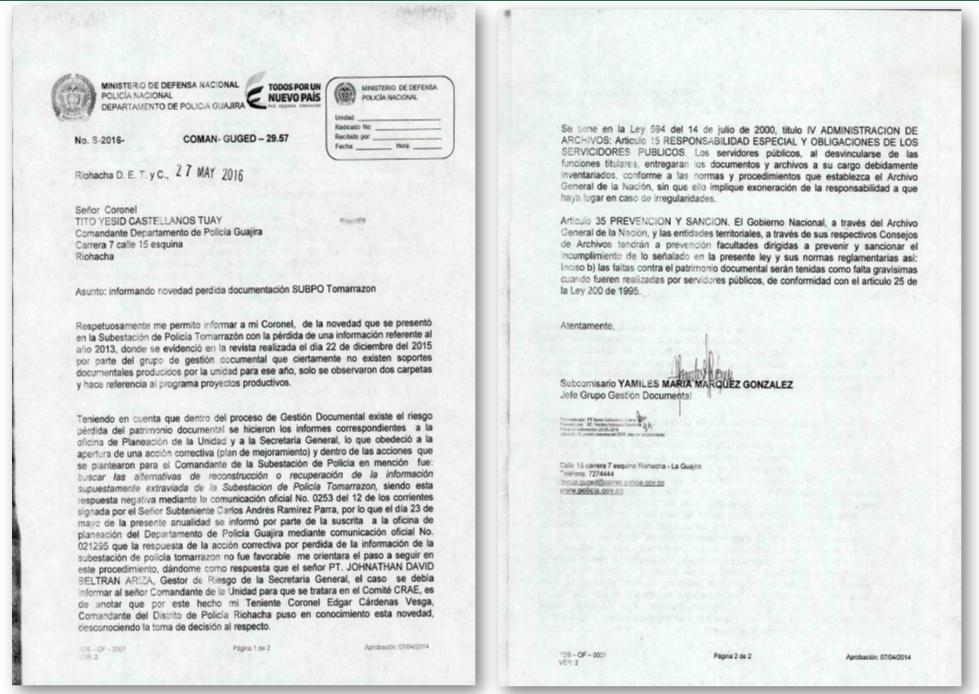 MINISTERIO DE DEFENSA NACIONAL
POLICÍA NACIONAL
DEPARTAMENTO DE POLICIA GUAJIRA
TODOS POR UN
NUEVO PAÍS
PAZ EQUIDAD EDUCACIÓN
MINISTERIO DE DEFENSA
POLICÍA NACIONAL
Unidad:
Radicado No:
Recibido por:
Fecha: Hora:
No. S-2016- COMAN- GUGED – 29.57
Riohacha D. E. T. y C., 27 MAY 2016
Señor Coronel
TITO YESID CASTELLANOS TUAY
Comandante Departamento de Policía Guajira
Carrera 7 calle 15 esquina
Riohacha
Asunto: informando novedad perdida documentación SUBPO Tomarrazon
Respetuosamente me permito informar a mi Coronel, de la novedad que se presentó
en la Subestación de Policía Tomarrazón con la pérdida de una información referente al
año 2013, donde se evidenció en la revista realizada el día 22 de diciembre del 2015
por parte del grupo de gestión documental que ciertamente no existen soportes
documentales producidos por la unidad para ese año, solo se observaron dos carpetas
y hace referencia al programa proyectos productivos.
Teniendo en cuenta que dentro del proceso de Gestión Documental existe el riesgo
pérdida del patrimonio documental se hicieron los informes correspondientes a la
oficina de Planeación de la Unidad y a la Secretaria General, lo que obedeció a la
apertura de una acción correctiva (plan de mejoramiento) y dentro de las acciones que
se plantearon para el Comandante de la Subestación de Policía en mención fue:
buscar las alternativas de reconstrucción o recuperación de la información
supuestamente extraviada de la Subestacion de Policía Tomarrazon, siendo esta
respuesta negativa mediante la comunicación oficial No. 0253 del 12 de los corrientes
signada por el Señor Subteniente Carlos Andrés Ramírez Parra, por lo que el día 23 de
mayo de la presente anualidad se informó por parte de la suscrita a la oficina de
planeación del Departamento de Policía Guajira mediante comunicación oficial No.
021295 que la respuesta de la acción correctiva por perdida de la información de la
subestación de policía tomarrazon no fue favorable me orientara el paso a seguir en
este procedimiento, dándome como respuesta que el señor PT. JOHNATHAN DAVID
BELTRAN ARIZA, Gestor de Riesgo de la Secretaria General, el caso se debía
informar al señor Comandante de la Unidad para que se tratara en el Comité CRAE, es
de anotar que por este hecho mi Teniente Coronel Edgar Cárdenas Vesga,
Comandante del Distrito de Policía Riohacha puso en conocimiento esta novedad,
desconociendo la toma de decisión al respecto.
1DS – OF – 0001
VER: 2
Página 1 de 2
Aprobación: 07/04/2014
Se tiene en la Ley 594 del 14 de julio de 2000, titulo IV ADMINISTRACION DE
ARCHIVOS: Articulo 15 RESPONSABILIDAD ESPECIAL Y OBLIGACIONES DE LOS
SERVICIDORES PUBLICOS. Los servidores públicos, al desvincularse de las
funciones titulares, entregaran los documentos y archivos a su cargo debidamente
inventariados, conforme a las normas y procedimientos que establezca el Archivo
General de la Nación, sin que ello implique exoneración de la responsabilidad a que
haya lugar en caso de irregularidades.
Articulo 35 PREVENCION Y SANCION. El Gobierno Nacional, a través del Archivo
General de la Nación, y las entidades territoriales, a través de sus respectivos Consejos
de Archivos tendrán a prevención facultades dirigidas a prevenir y sancionar el
incumplimiento de lo señalado en la presente ley y sus normas reglamentarias asi:
Inciso b) las faltas contra el patrimonio documental serán tenidas como falta gravísimas
cuando fueren realizadas por servidores públicos, de conformidad con el articulo 25 de
la Ley 200 de 1995.
Atentamente,
Subcomisario YAMILES MARIA MARQUEZ GONZALEZ
Jefe Grupo Gestión Documental
Calle 15 carrera 7 esquina Riohacha - La Guajira
Teléfono. 7274444
www.policia.gov.co
1DS – OF – 0001
VER: 2
Página 2 de 2
Aprobación: 07/04/2014